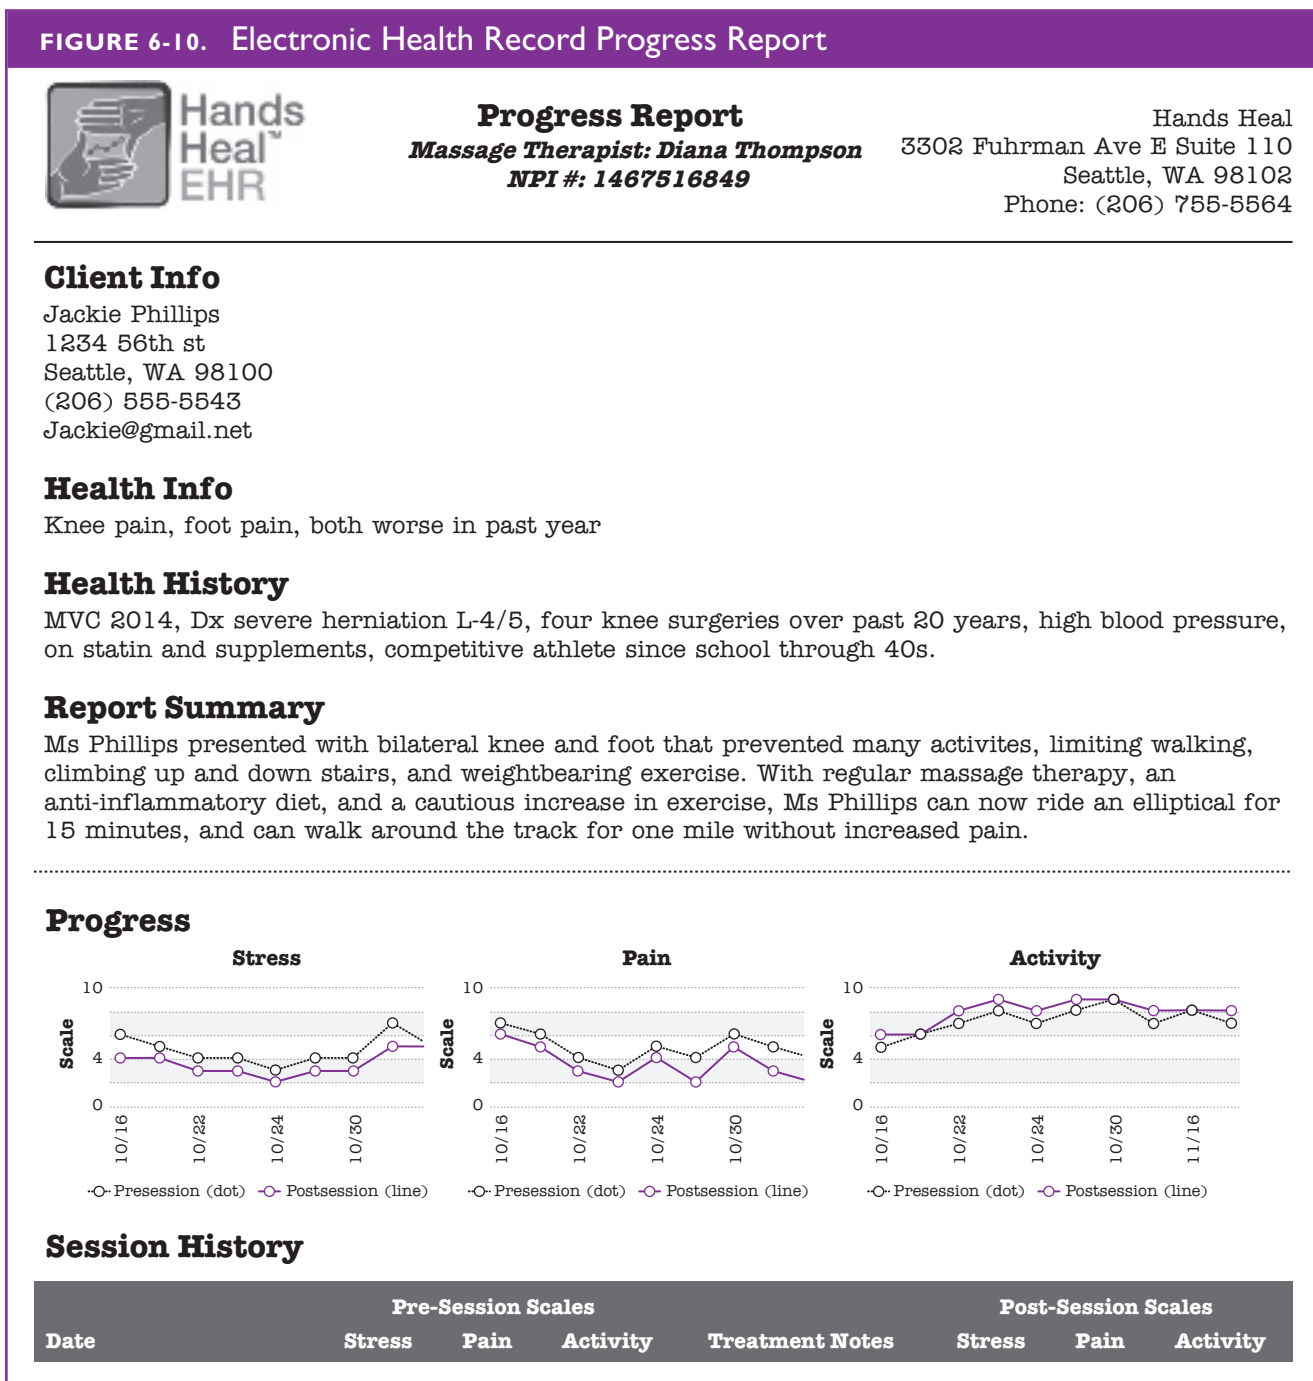 FIGURE 6-10. Electronic Health Record Progress Report
Hands
Heal™
EHR
Progress Report
Massage Therapist: Diana Thompson
NPI #: 1467516849
Hands Heal
3302 Fuhrman Ave E Suite 110
Seattle, WA 98102
Phone: (206) 755-5564
Client Info
Jackie Phillips
1234 56th st
Seattle, WA 98100
(206) 555-5543
Jackie@gmail.net
Health Info
Knee pain, foot pain, both worse in past year
Health History
MVC 2014, Dx severe herniation L-4/5, four knee surgeries over past 20 years, high blood pressure,
on statin and supplements, competitive athlete since school through 40s.
Report Summary
Ms Phillips presented with bilateral knee and foot that prevented many activites, limiting walking,
climbing up and down stairs, and weightbearing exercise. With regular massage therapy, an
anti-inflammatory diet, and a cautious increase in exercise, Ms Phillips can now ride an elliptical for
15 minutes, and can walk around the track for one mile without increased pain.
Progress
Stress
Scale
10
4
0
10/16
10/22
10/24
10/30
Presession (dot) Postsession (line)
Pain
Scale
10
4
0
10/16
10/22
10/24
10/30
Presession (dot) Postsession (line)
Activity
Scale
10
4
0
10/16
10/22
10/24
10/30
11/16
Presession (dot) Postsession (line)
Session History
Pre-Session Scales Post-Session Scales
Date Stress Pain Activity Treatment Notes Stress Pain Activity